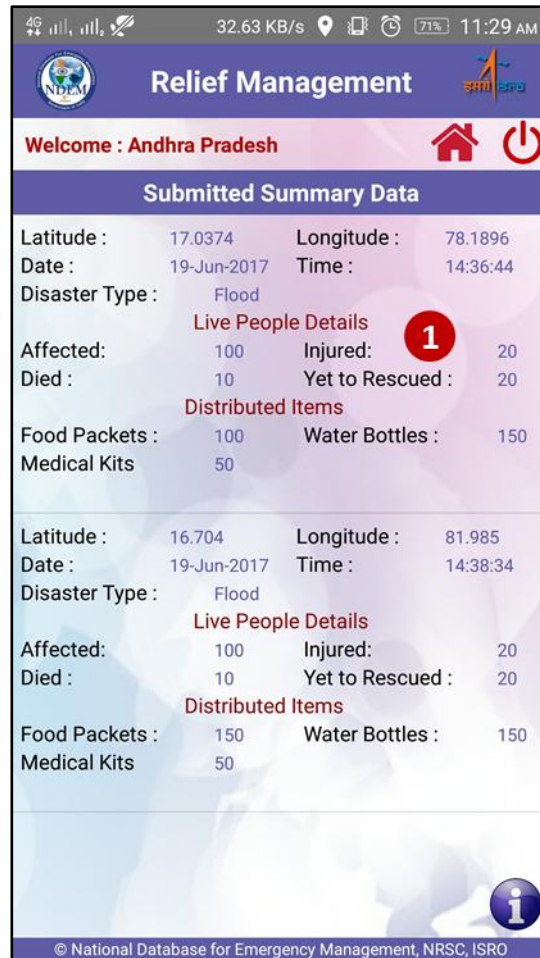 4G 32.63 KB/s 71% 11:29 AM
NDEM Relief Management इसरो isro
Welcome : Andhra Pradesh
Submitted Summary Data
Latitude : 17.0374 Longitude : 78.1896
Date : 19-Jun-2017 Time : 14:36:44
Disaster Type : Flood
Live People Details
1
Affected: 100 Injured: 20
Died : 10 Yet to Rescued : 20
Distributed Items
Food Packets : 100 Water Bottles : 150
Medical Kits 50
Latitude : 16.704 Longitude : 81.985
Date : 19-Jun-2017 Time : 14:38:34
Disaster Type : Flood
Live People Details
Affected: 100 Injured: 20
Died : 10 Yet to Rescued : 20
Distributed Items
Food Packets : 150 Water Bottles : 150
Medical Kits 50
i
© National Database for Emergency Management, NRSC, ISRO